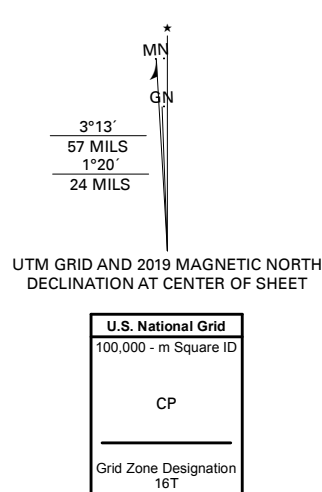 ★
MN
GN
3°13´
57 MILS
1°20´
24 MILS
UTM GRID AND 2019 MAGNETIC NORTH
DECLINATION AT CENTER OF SHEET
U.S. National Grid
100,000 - m Square ID
CP
Grid Zone Designation
16T